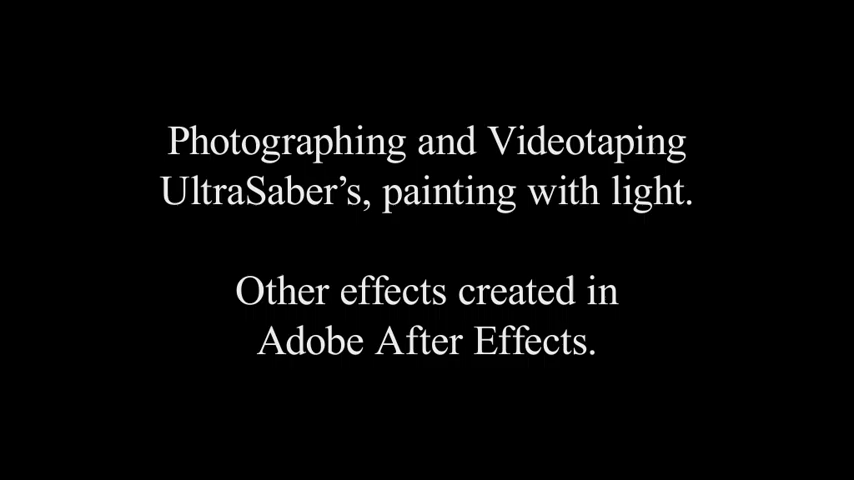 Photographing and Videotaping
UltraSaber’s, painting with light.
Other effects created in
Adobe After Effects.